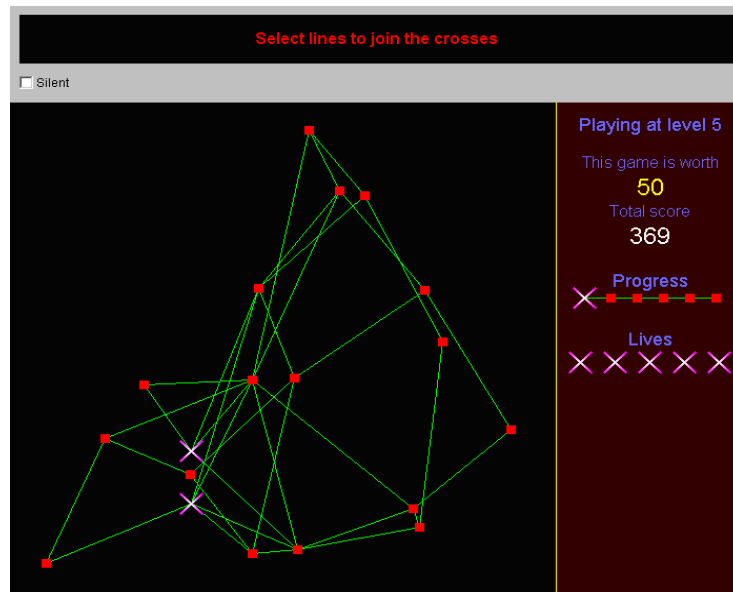 Select lines to join the crosses
Silent
Playing at level 5
This game is worth
50
Total score
369
Progress
Lives